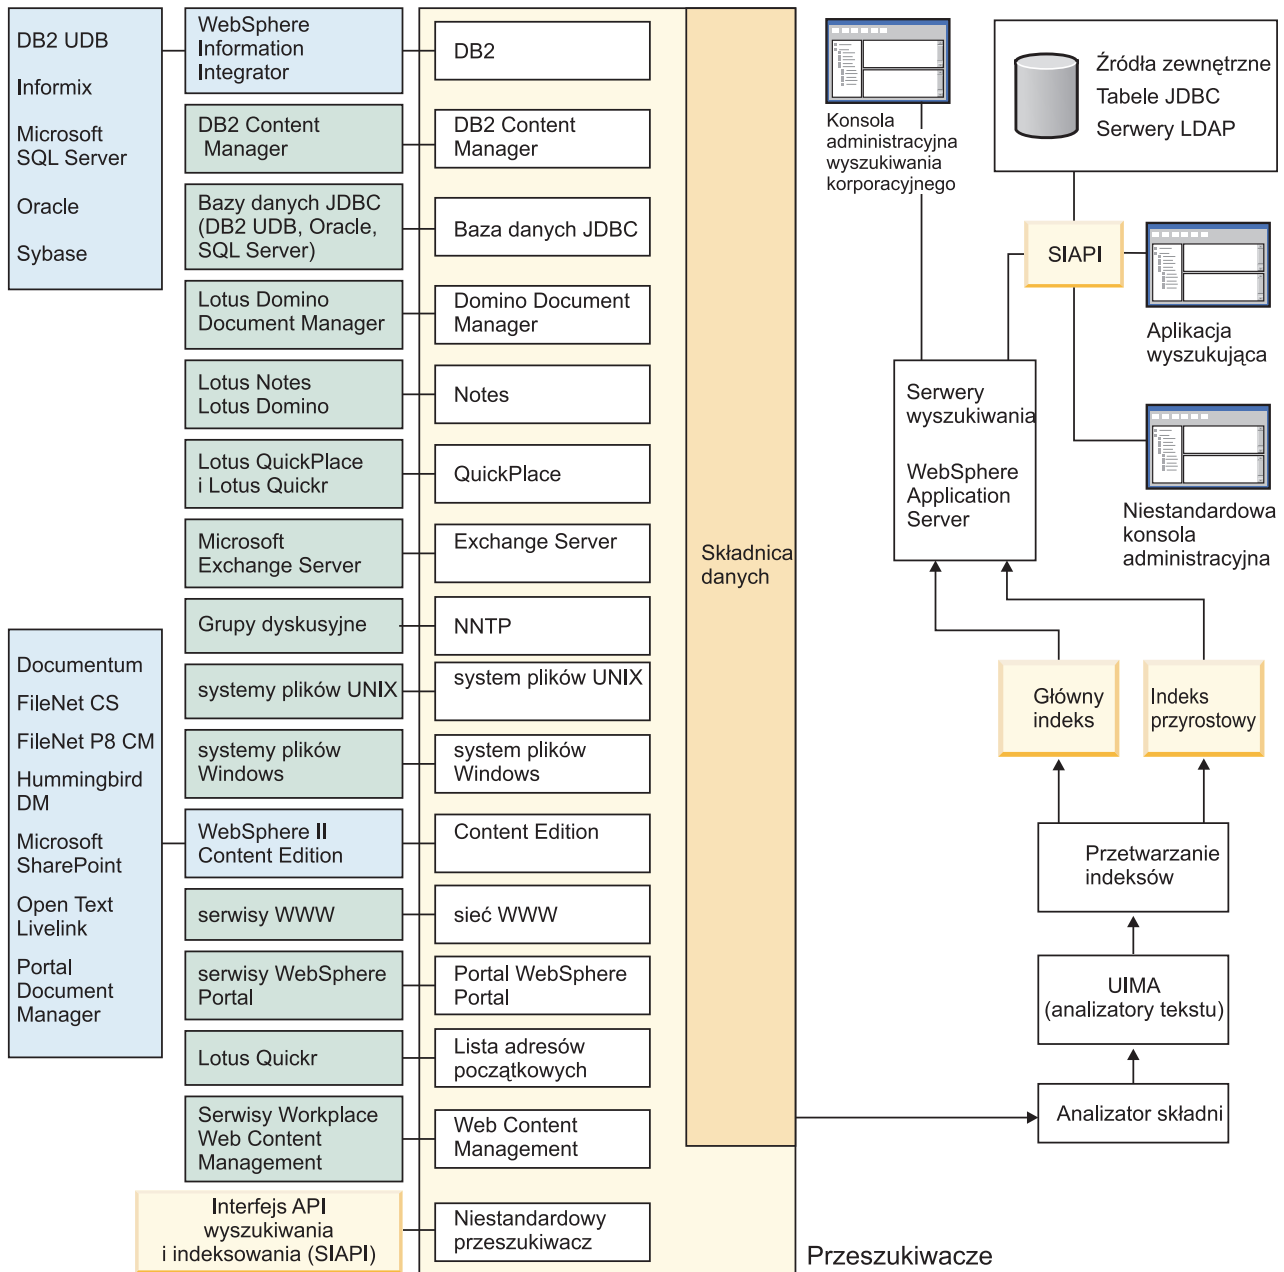 DB2 UDB
Informix
Microsoft
SQL Server
Oracle
Sybase
Documentum
FileNet CS
FileNet P8 CM
Hummingbird
DM
Microsoft
SharePoint
Open Text
Livelink
Portal
Document
Manager
WebSphere
Information
Integrator
DB2 Content
Manager
Bazy danych JDBC
(DB2 UDB, Oracle,
SQL Server)
Lotus Domino
Document Manager
Lotus Notes
Lotus Domino
Lotus QuickPlace
i Lotus Quickr
Microsoft
Exchange Server
Grupy dyskusyjne
systemy plików UNIX
systemy plików
Windows
WebSphere II
Content Edition
serwisy WWW
serwisy WebSphere
Portal
Lotus Quickr
Serwisy Workplace
Web Content
Management
Interfejs API
wyszukiwania
i indeksowania (SIAPI)
DB2
DB2 Content
Manager
Baza danych JDBC
Domino Document
Manager
Notes
QuickPlace
Exchange Server
NNTP
system plików UNIX
system plików
Windows
Content Edition
sieć WWW
Portal WebSphere
Portal
Lista adresów
początkowych
Web Content
Management
Niestandardowy
przeszukiwacz
Składnica
danych
Przeszukiwacze
Konsola
administracyjna
wyszukiwania
korporacyjnego
Źródła zewnętrzne
Tabele JDBC
Serwery LDAP
SIAPI
Aplikacja
wyszukująca
Niestandardowa
konsola
administracyjna
Serwery
wyszukiwania
WebSphere
Application
Server
Główny
indeks
Indeks
przyrostowy
Przetwarzanie
indeksów
UIMA
(analizatory tekstu)
Analizator składni